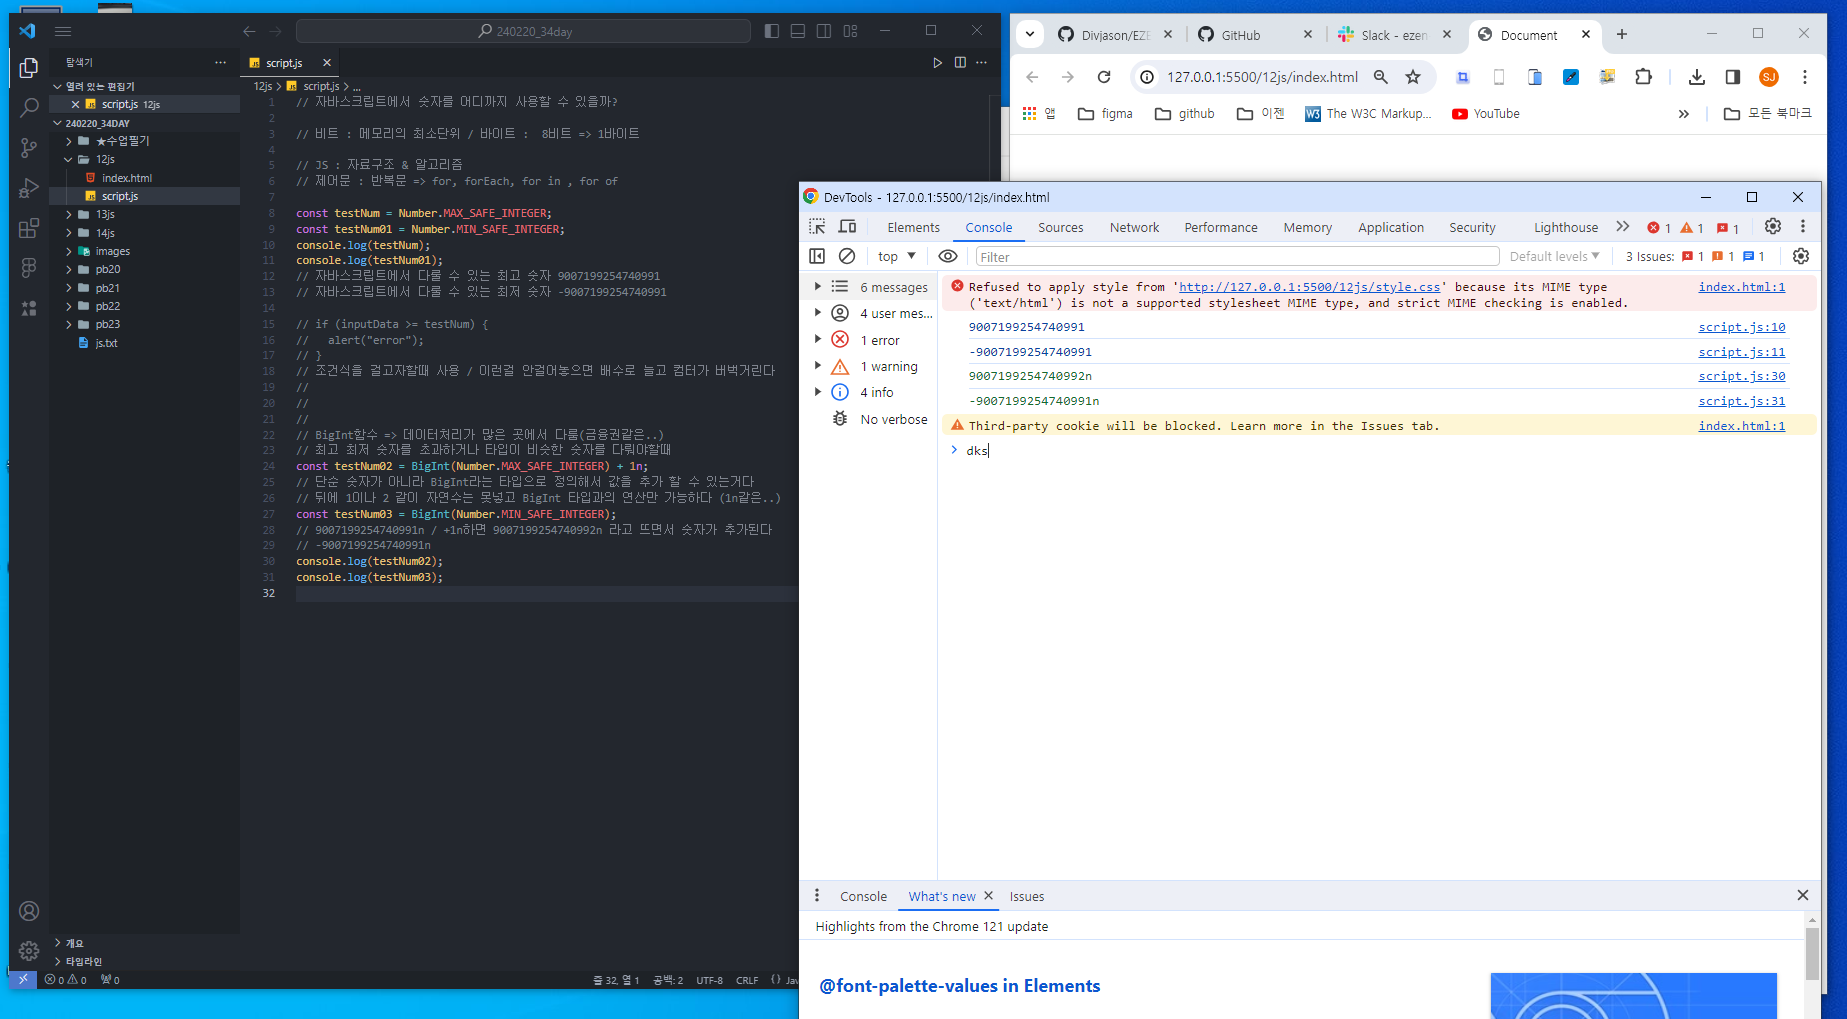 240220_34day
탐색기
열려 있는 편집기
script.js 12js
240220_34DAY
★수업필기
12js
index.html
script.js
13js
14js
images
pb20
pb21
pb22
pb23
js.txt
개요
타임라인
script.js
12js > script.js > ...
1 // 자바스크립트에서 숫자를 어디까지 사용할 수 있을까?
2
3 // 비트 : 메모리의 최소단위 / 바이트 :  8비트 => 1바이트
4
5 // JS : 자료구조 & 알고리즘
6 // 제어문 : 반복문 => for, forEach, for in , for of
7
8 const testNum = Number.MAX_SAFE_INTEGER;
9 const testNum01 = Number.MIN_SAFE_INTEGER;
10 console.log(testNum);
11 console.log(testNum01);
12 // 자바스크립트에서 다룰 수 있는 최고 숫자 9007199254740991
13 // 자바스크립트에서 다룰 수 있는 최저 숫자 -9007199254740991
14
15 // if (inputData >= testNum) {
16 //   alert("error");
17 // }
18 // 조건식을 걸고자할때 사용 / 이런걸 안걸어놓으면 배수로 늘고 컴터가 버벅거린다
19 //
20 //
21 //
22 // BigInt함수 => 데이터처리가 많은 곳에서 다룸(금융권같은..)
23 // 최고 최저 숫자를 초과하거나 타입이 비슷한 숫자를 다뤄야할때
24 const testNum02 = BigInt(Number.MAX_SAFE_INTEGER) + 1n;
25 // 단순 숫자가 아니라 BigInt라는 타입으로 정의해서 값을 추가 할 수 있는거다
26 // 뒤에 1이나 2 같이 자연수는 못넣고 BigInt 타입과의 연산만 가능하다 (1n같은..)
27 const testNum03 = BigInt(Number.MIN_SAFE_INTEGER);
28 // 9007199254740991n / +1n하면 9007199254740992n 라고 뜨면서 숫자가 추가된다
29 // -9007199254740991n
30 console.log(testNum02);
31 console.log(testNum03);
32
0 0 0
줄 32, 열 1 공백: 2 UTF-8 CRLF {} Jav
Divjason/EZE
GitHub
Slack - ezen
Document
127.0.0.1:5500/12js/index.html
SJ
앱 figma github 이젠 The W3C Markup... YouTube » 모든 북마크
DevTools - 127.0.0.1:5500/12js/index.html
Elements Console Sources Network Performance Memory Application Security Lighthouse 1 1 1
top Filter Default levels 3 Issues: 1 1 1
6 messages
4 user mes...
1 error
1 warning
4 info
No verbose
Refused to apply style from 'http://127.0.0.1:5500/12js/style.css' because its MIME type index.html:1
('text/html') is not a supported stylesheet MIME type, and strict MIME checking is enabled.
9007199254740991 script.js:10
-9007199254740991 script.js:11
9007199254740992n script.js:30
-9007199254740991n script.js:31
Third-party cookie will be blocked. Learn more in the Issues tab. index.html:1
> dks
Console What's new Issues
Highlights from the Chrome 121 update
@font-palette-values in Elements